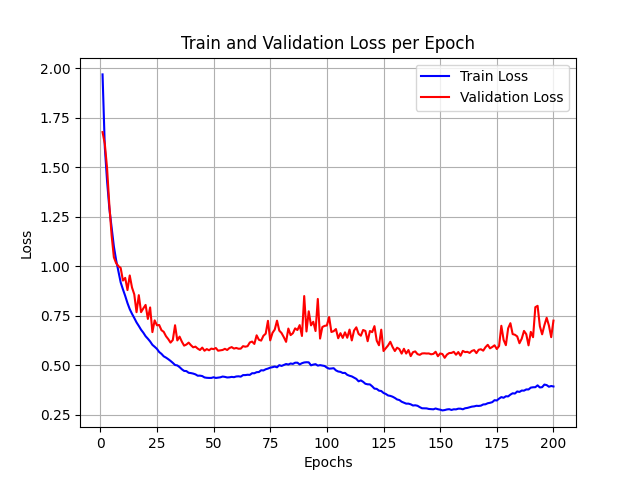 Train and Validation Loss per Epoch
Train Loss
Validation Loss
Loss
2.00
1.75
1.50
1.25
1.00
0.75
0.50
0.25
0 25 50 75 100 125 150 175 200
Epochs